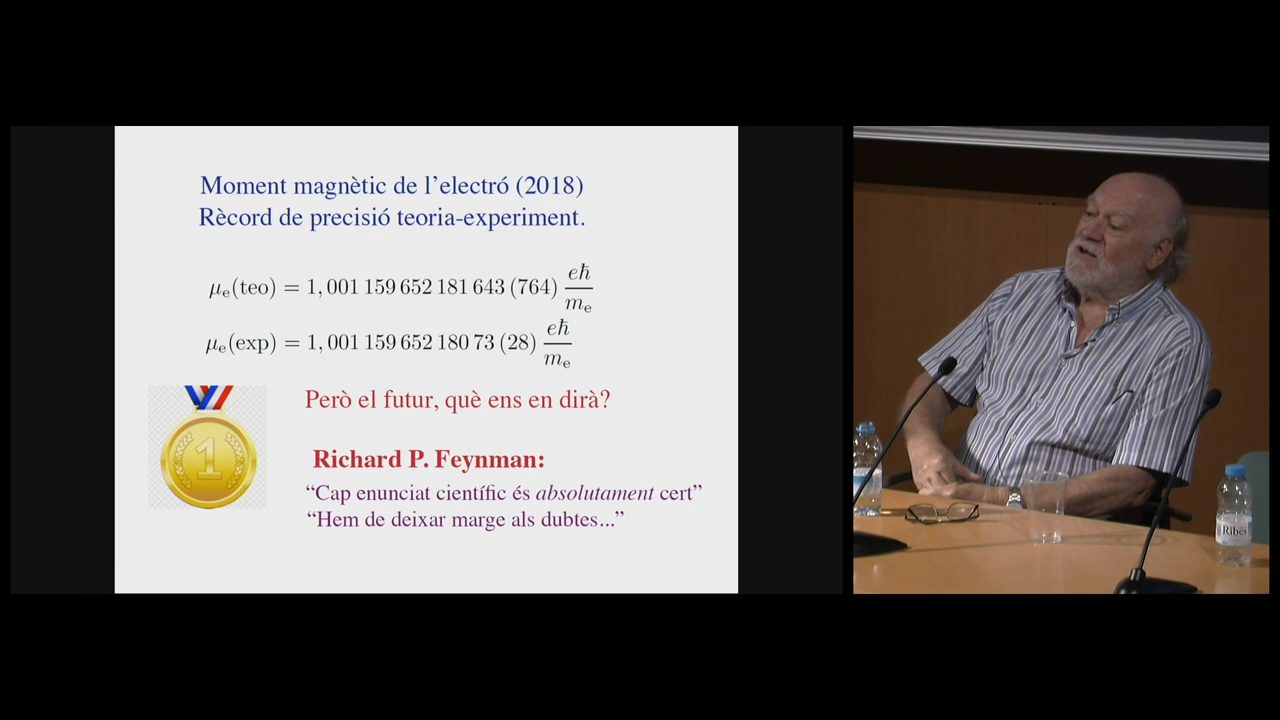 Moment magnètic de l'electró (2018)
Rècord de precisió teoria-experiment.
μₑ(teo) = 1,001 159 652 181 643 (764) eħ/mₑ
μₑ(exp) = 1,001 159 652 180 73 (28) eħ/mₑ
1
Però el futur, què ens en dirà?
Richard P. Feynman:
“Cap enunciat científic és absolutament cert”
“Hem de deixar marge als dubtes...”
Ribes